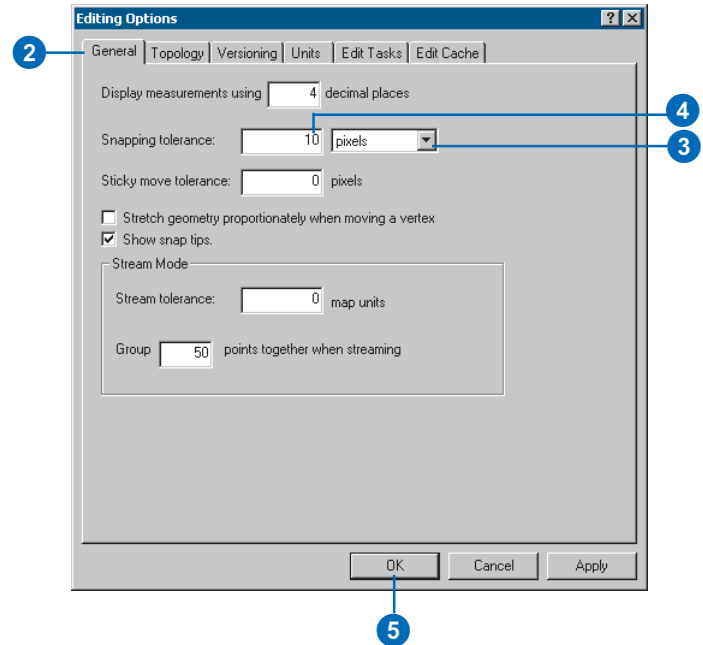 Editing Options
2
General Topology Versioning Units Edit Tasks Edit Cache
Display measurements using 4 decimal places
4
Snapping tolerance: 10 pixels
3
Sticky move tolerance: 0 pixels
Stretch geometry proportionately when moving a vertex
Show snap tips.
Stream Mode
Stream tolerance: 0 map units
Group 50 points together when streaming
OK Cancel Apply
5